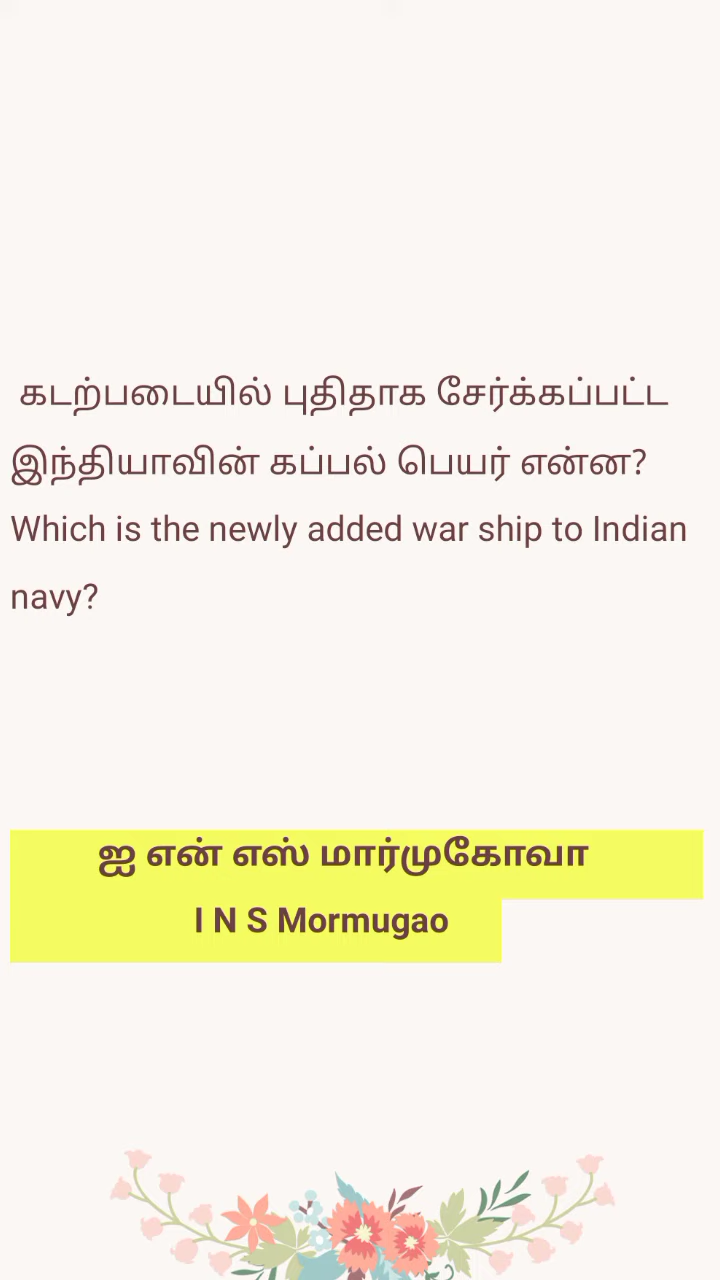 கடற்படையில் புதிதாக சேர்க்கப்பட்ட
இந்தியாவின் கப்பல் பெயர் என்ன?
Which is the newly added war ship to Indian
navy?
ஐ என் எஸ் மார்முகோவா
I N S Mormugao